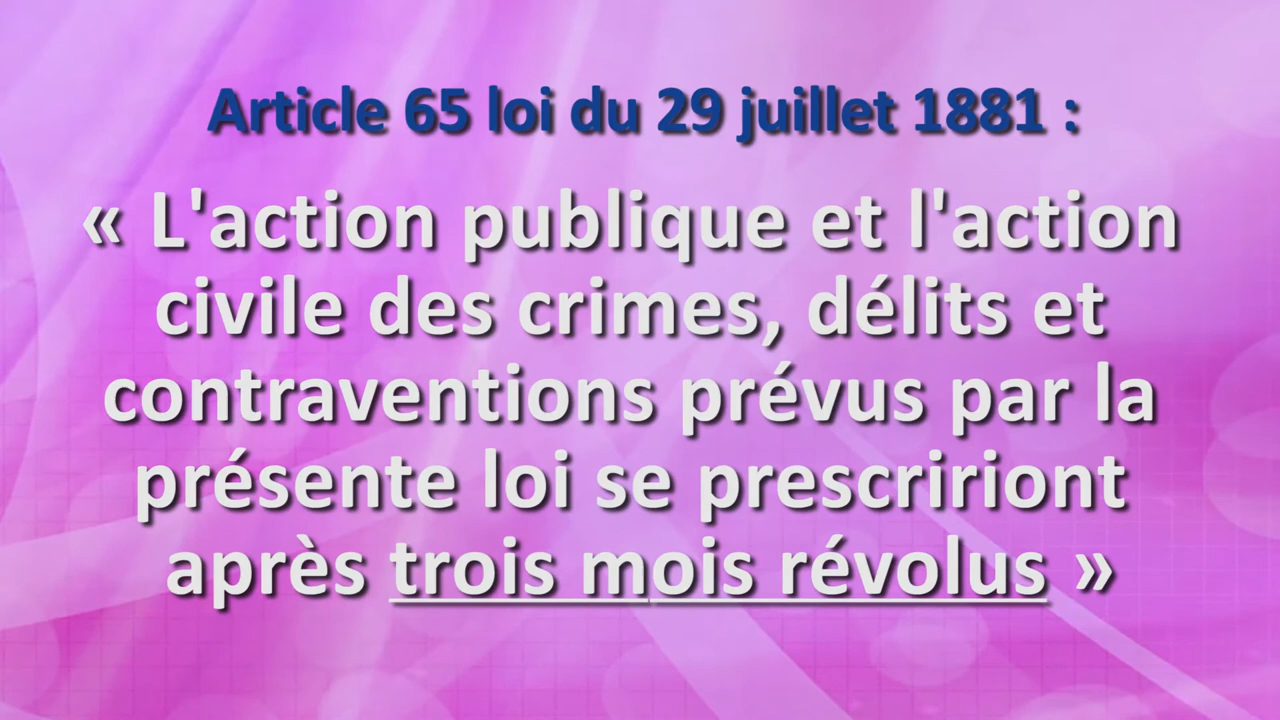 Article 65 loi du 29 juillet 1881 :
« L'action publique et l'action
civile des crimes, délits et
contraventions prévus par la
présente loi se prescririont
après trois mois révolus »